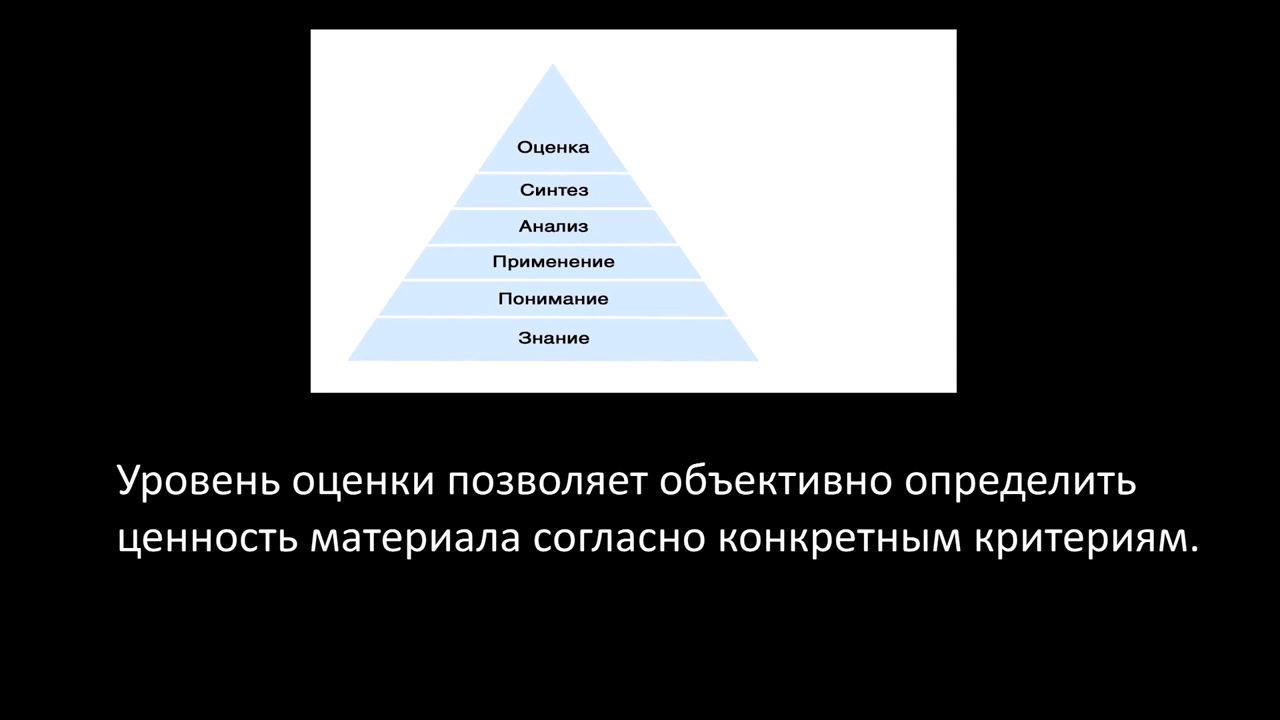 Оценка
Синтез
Анализ
Применение
Понимание
Знание
Уровень оценки позволяет объективно определить
ценность материала согласно конкретным критериям.